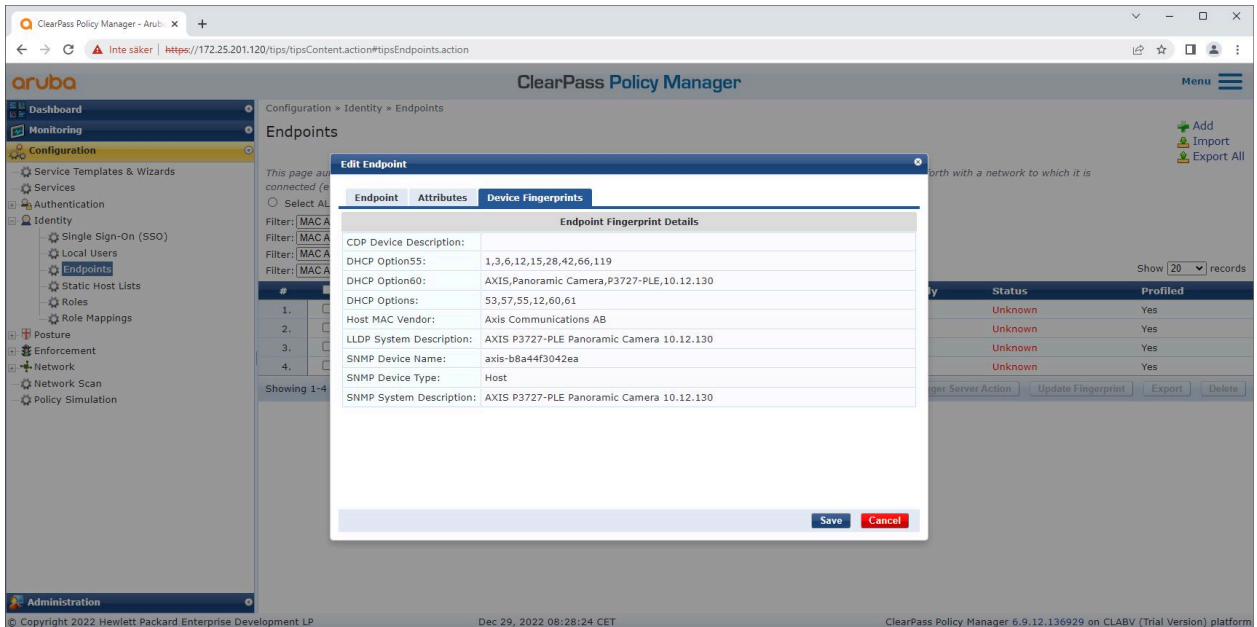 ClearPass Policy Manager - Arub
Inte säker | https://172.25.201.120/tips/tipsContent.action#tipsEndpoints.action
aruba
ClearPass Policy Manager
Menu
Dashboard
Monitoring
Configuration
Service Templates & Wizards
Services
Authentication
Identity
Single Sign-On (SSO)
Local Users
Endpoints
Static Host Lists
Roles
Role Mappings
Posture
Enforcement
Network
Network Scan
Policy Simulation
Administration
Configuration » Identity » Endpoints
Endpoints
Add
Import
Export All
This page au
orth with a network to which it is
connected (e
Select AL
Filter: MAC A
Filter: MAC A
Filter: MAC A
Filter: MAC A
Show 20 records
# y Status Profiled
1. Unknown Yes
2. Unknown Yes
3. Unknown Yes
4. Unknown Yes
Showing 1-4
ger Server Action Update Fingerprint Export Delete
Edit Endpoint
Endpoint Attributes Device Fingerprints
Endpoint Fingerprint Details
CDP Device Description:
DHCP Option55: 1,3,6,12,15,28,42,66,119
DHCP Option60: AXIS,Panoramic Camera,P3727-PLE,10.12.130
DHCP Options: 53,57,55,12,60,61
Host MAC Vendor: Axis Communications AB
LLDP System Description: AXIS P3727-PLE Panoramic Camera 10.12.130
SNMP Device Name: axis-b8a44f3042ea
SNMP Device Type: Host
SNMP System Description: AXIS P3727-PLE Panoramic Camera 10.12.130
Save Cancel
© Copyright 2022 Hewlett Packard Enterprise Development LP
Dec 29, 2022 08:28:24 CET
ClearPass Policy Manager 6.9.12.136929 on CLABV (Trial Version) platform